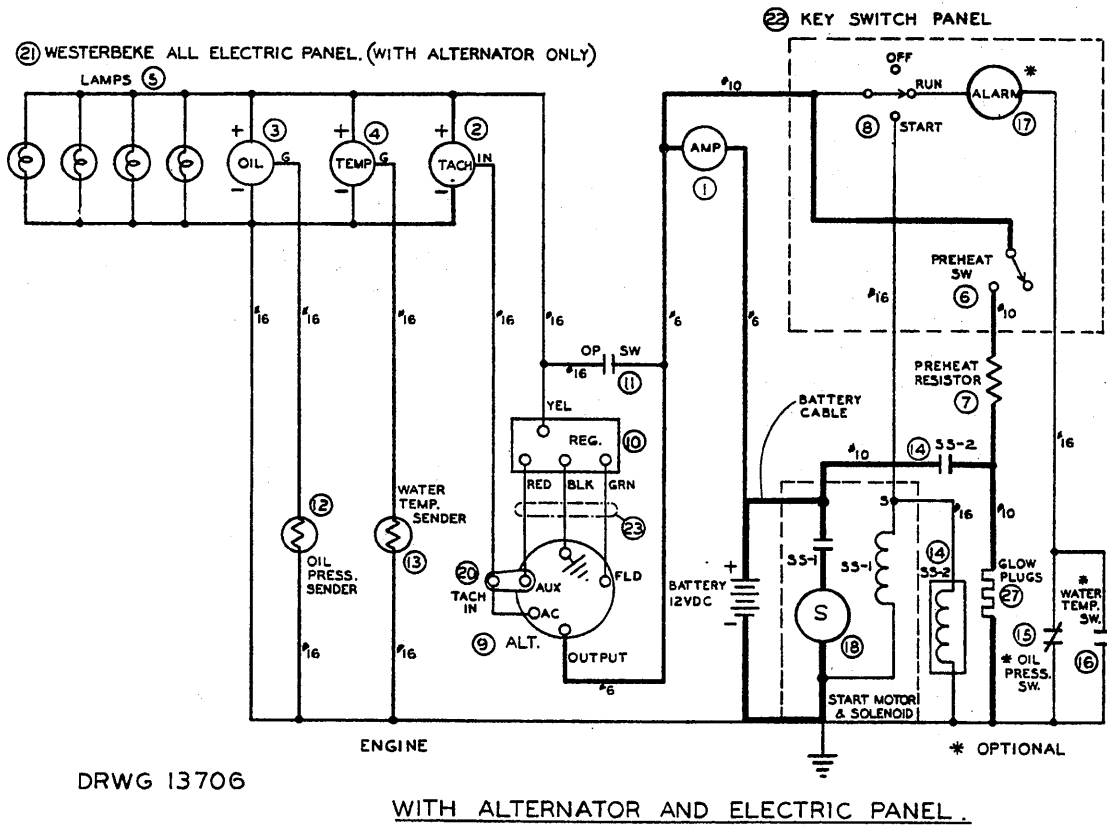 22 KEY SWITCH PANEL
21 WESTERBEKE ALL ELECTRIC PANEL. (WITH ALTERNATOR ONLY)
LAMPS 5
OFF
RUN
START
8
ALARM
*
17
#10
+
OIL
G
-
3
+
TEMP
G
-
4
+
TACH
IN
-
2
AMP
1
PREHEAT
SW
6
#16
#10
#16
#16
#16
#16
#16
#6
#6
OP SW
#16
11
PREHEAT
RESISTOR
7
BATTERY
CABLE
YEL
REG.
10
RED
BLK
GRN
23
#10
14
SS-2
#16
12
OIL
PRESS.
SENDER
WATER
TEMP.
SENDER
13
20
TACH
IN
AUX
FLD
AC
9 ALT.
OUTPUT
#6
+
BATTERY
12VDC
-
SS-1
SS-1
S
S
18
#16
14
SS-2
#10
GLOW
PLUGS
27
*
WATER
TEMP.
SW.
16
15
* OIL
PRESS.
SW.
#16
#16
START MOTOR
& SOLENOID
ENGINE
* OPTIONAL
DRWG 13706
WITH ALTERNATOR AND ELECTRIC PANEL.